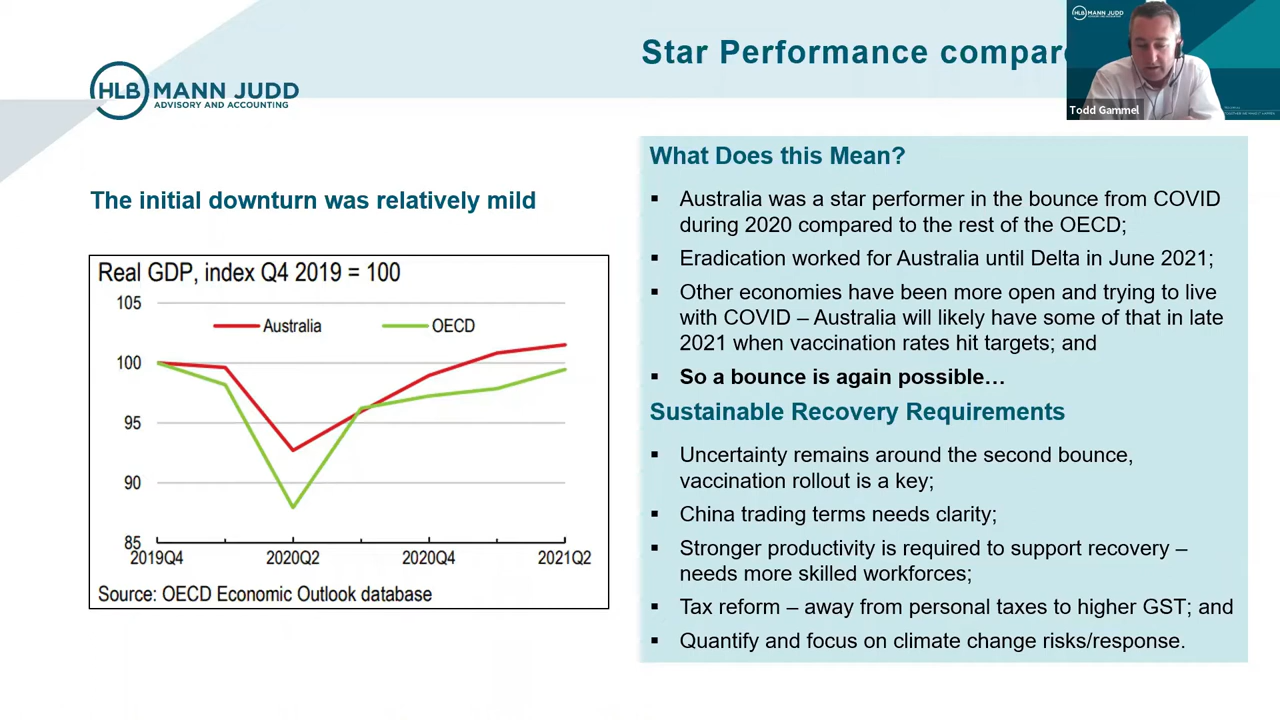 Star Performance compar
HLB MANN JUDD
ADVISORY AND ACCOUNTING
HLB MANN JUDD
ADVISORY AND ACCOUNTING
Todd Gammel
The initial downturn was relatively mild
Real GDP, index Q4 2019 = 100
105
Australia
OECD
100
95
90
85
2019Q4
2020Q2
2020Q4
2021Q2
Source: OECD Economic Outlook database
What Does this Mean?
▪ Australia was a star performer in the bounce from COVID
during 2020 compared to the rest of the OECD;
▪ Eradication worked for Australia until Delta in June 2021;
▪ Other economies have been more open and trying to live
with COVID – Australia will likely have some of that in late
2021 when vaccination rates hit targets; and
▪ So a bounce is again possible…
Sustainable Recovery Requirements
▪ Uncertainty remains around the second bounce,
vaccination rollout is a key;
▪ China trading terms needs clarity;
▪ Stronger productivity is required to support recovery –
needs more skilled workforces;
▪ Tax reform – away from personal taxes to higher GST; and
▪ Quantify and focus on climate change risks/response.